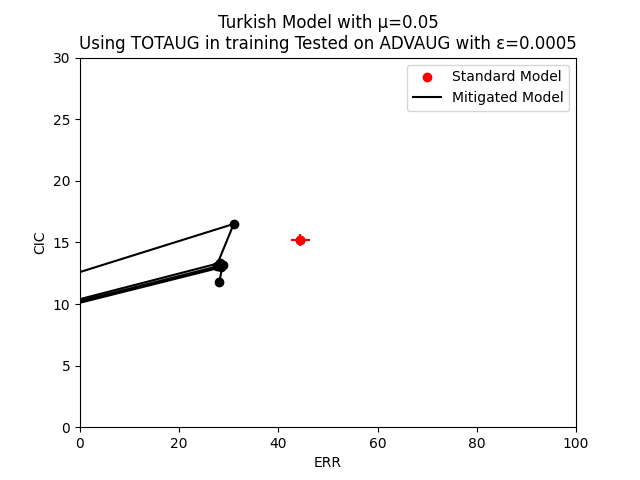 Turkish Model with μ=0.05
Using TOTAUG in training Tested on ADVAUG with ε=0.0005
Standard Model
Mitigated Model
30
25
20
15
10
5
0
CIC
0 20 40 60 80 100
ERR